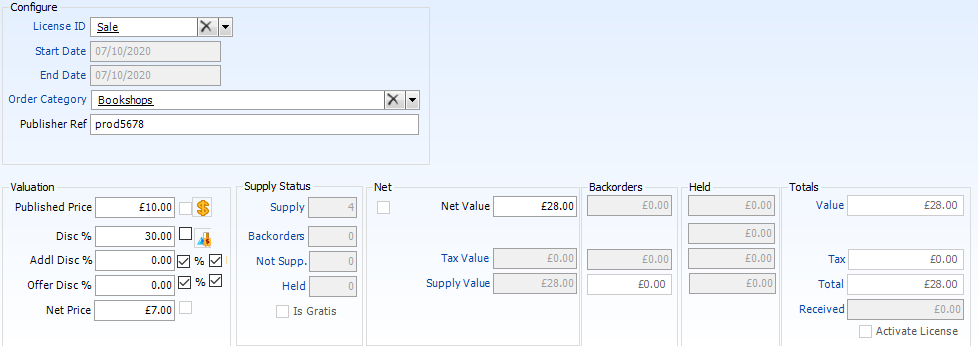 Configure
License ID Sale
Start Date 07/10/2020
End Date 07/10/2020
Order Category Bookshops
Publisher Ref prod5678
Valuation Supply Status Net Backorders Held Totals
Published Price £10.00 $ Supply 4 Net Value £28.00 £0.00 £0.00 Value £28.00
Disc % 30.00 Backorders 0 £0.00
Addl Disc % 0.00 % Not Supp. 0 Tax Value £0.00 £0.00 £0.00 Tax £0.00
Offer Disc % 0.00 % Held 0 Supply Value £28.00 £0.00 £0.00 Total £28.00
Net Price £7.00 Is Gratis Received £0.00
Activate License